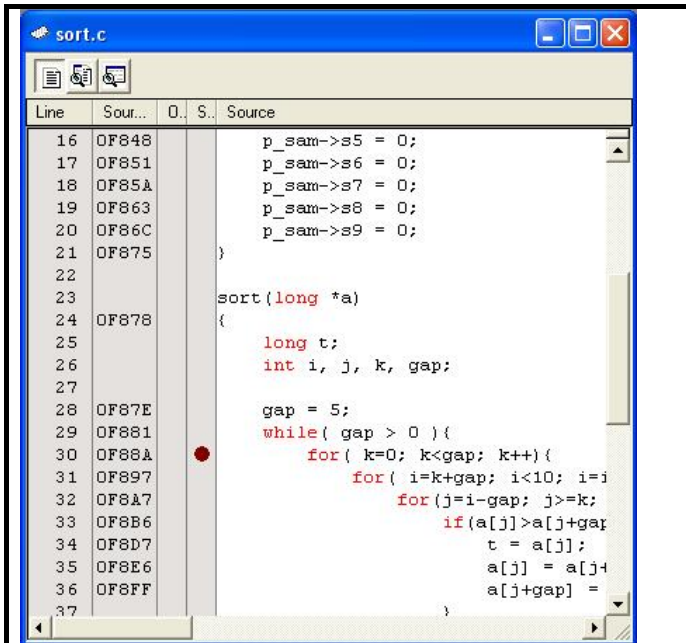 sort.c
Line Sour... O.. S.. Source
16 0F848 p_sam->s5 = 0;
17 0F851 p_sam->s6 = 0;
18 0F85A p_sam->s7 = 0;
19 0F863 p_sam->s8 = 0;
20 0F86C p_sam->s9 = 0;
21 0F875 }
22
23 sort(long *a)
24 0F878 {
25 long t;
26 int i, j, k, gap;
27
28 0F87E gap = 5;
29 0F881 while( gap > 0 ){
30 0F88A for( k=0; k<gap; k++){
31 0F897 for( i=k+gap; i<10; i=i
32 0F8A7 for(j=i-gap; j>=k;
33 0F8B6 if(a[j]>a[j+gap
34 0F8D7 t = a[j];
35 0F8E6 a[j] = a[j+
36 0F8FF a[j+gap] =
37 }